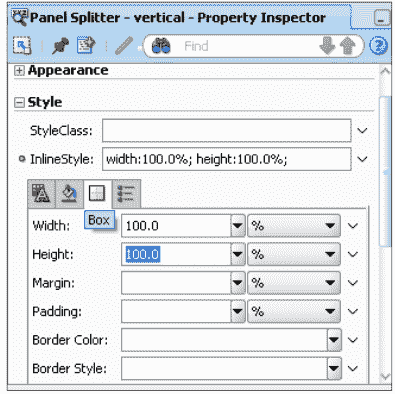 Panel Splitter - vertical - Property Inspector
Find
Appearance
Style
StyleClass:
InlineStyle: width:100.0%; height:100.0%;
Box
Width: 100.0 %
Height: 100.0 %
Margin: %
Padding: %
Border Color:
Border Style: